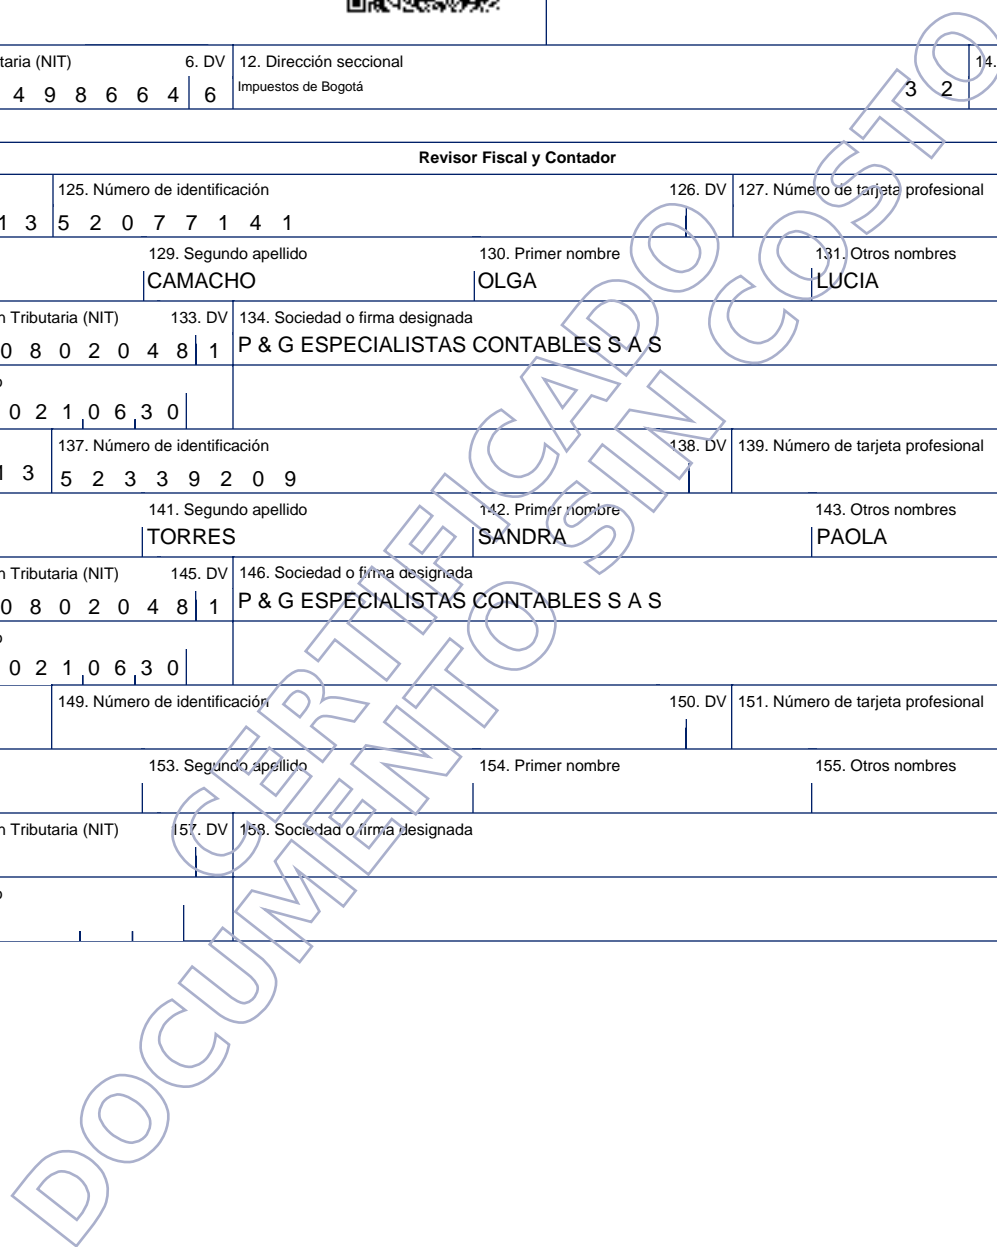 taria (NIT) 6. DV 12. Dirección seccional 14.
4 9 8 6 6 4 6 Impuestos de Bogotá 3 2
Revisor Fiscal y Contador
125. Número de identificación 126. DV 127. Número de tarjeta profesional
1 3 5 2 0 7 7 1 4 1
129. Segundo apellido 130. Primer nombre 131. Otros nombres
CAMACHO OLGA LUCIA
n Tributaria (NIT) 133. DV 134. Sociedad o firma designada
0 8 0 2 0 4 8 1 P & G ESPECIALISTAS CONTABLES S A S
o
0 2 1 0 6 3 0
137. Número de identificación 138. DV 139. Número de tarjeta profesional
1 3 5 2 3 3 9 2 0 9
141. Segundo apellido 142. Primer nombre 143. Otros nombres
TORRES SANDRA PAOLA
n Tributaria (NIT) 145. DV 146. Sociedad o firma designada
0 8 0 2 0 4 8 1 P & G ESPECIALISTAS CONTABLES S A S
o
0 2 1 0 6 3 0
149. Número de identificación 150. DV 151. Número de tarjeta profesional
153. Segundo apellido 154. Primer nombre 155. Otros nombres
n Tributaria (NIT) 157. DV 158. Sociedad o firma designada
o
CERTIFICADO
DOCUMENTO SIN COSTO